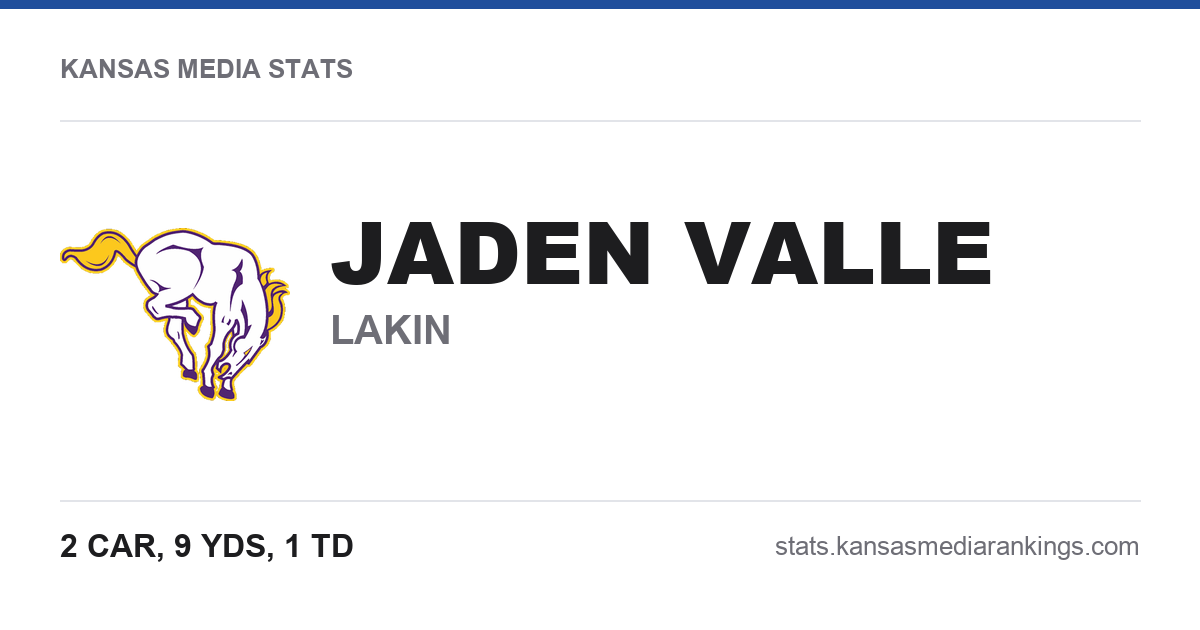 KANSAS MEDIA STATS
JADEN VALLE
LAKIN
2 CAR, 9 YDS, 1 TD
stats.kansasmediarankings.com